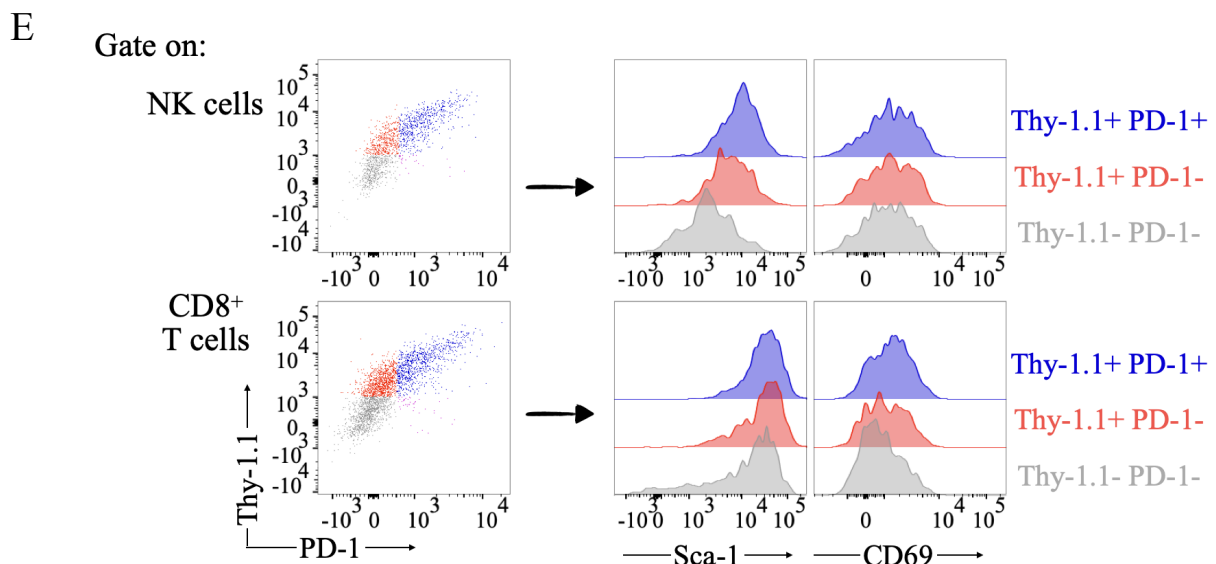 E
Gate on:
NK cells
10^5
10^4
10^3
0
-10^3
-10^4
-10^3 0 10^3 10^4
-10^3 0 10^3 10^4 10^5
0 10^4 10^5
Thy-1.1+ PD-1+
Thy-1.1+ PD-1-
Thy-1.1- PD-1-
CD8+
T cells
10^5
10^4
10^3
0
-10^3
-10^4
-10^3 0 10^3 10^4
-10^3 0 10^3 10^4 10^5
0 10^4 10^5
Thy-1.1+ PD-1+
Thy-1.1+ PD-1-
Thy-1.1- PD-1-
Thy-1.1
PD-1
Sca-1
CD69